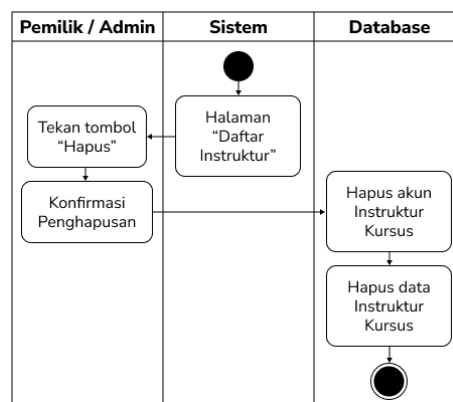 Pemilik / Admin
Sistem
Database
Halaman
“Daftar
Instruktur”
Tekan tombol
“Hapus”
Konfirmasi
Penghapusan
Hapus akun
Instruktur
Kursus
Hapus data
Instruktur
Kursus